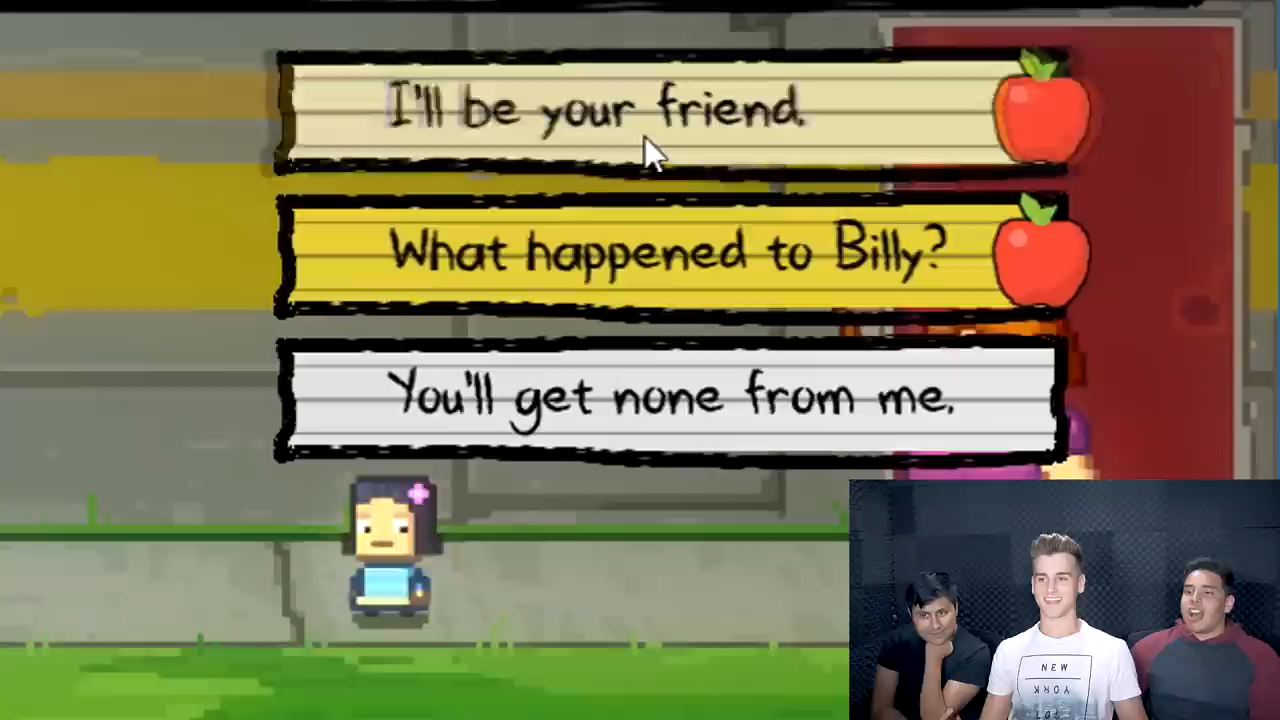 I'll be your friend.
What happened to Billy?
You'll get none from me.
NEW
YORK